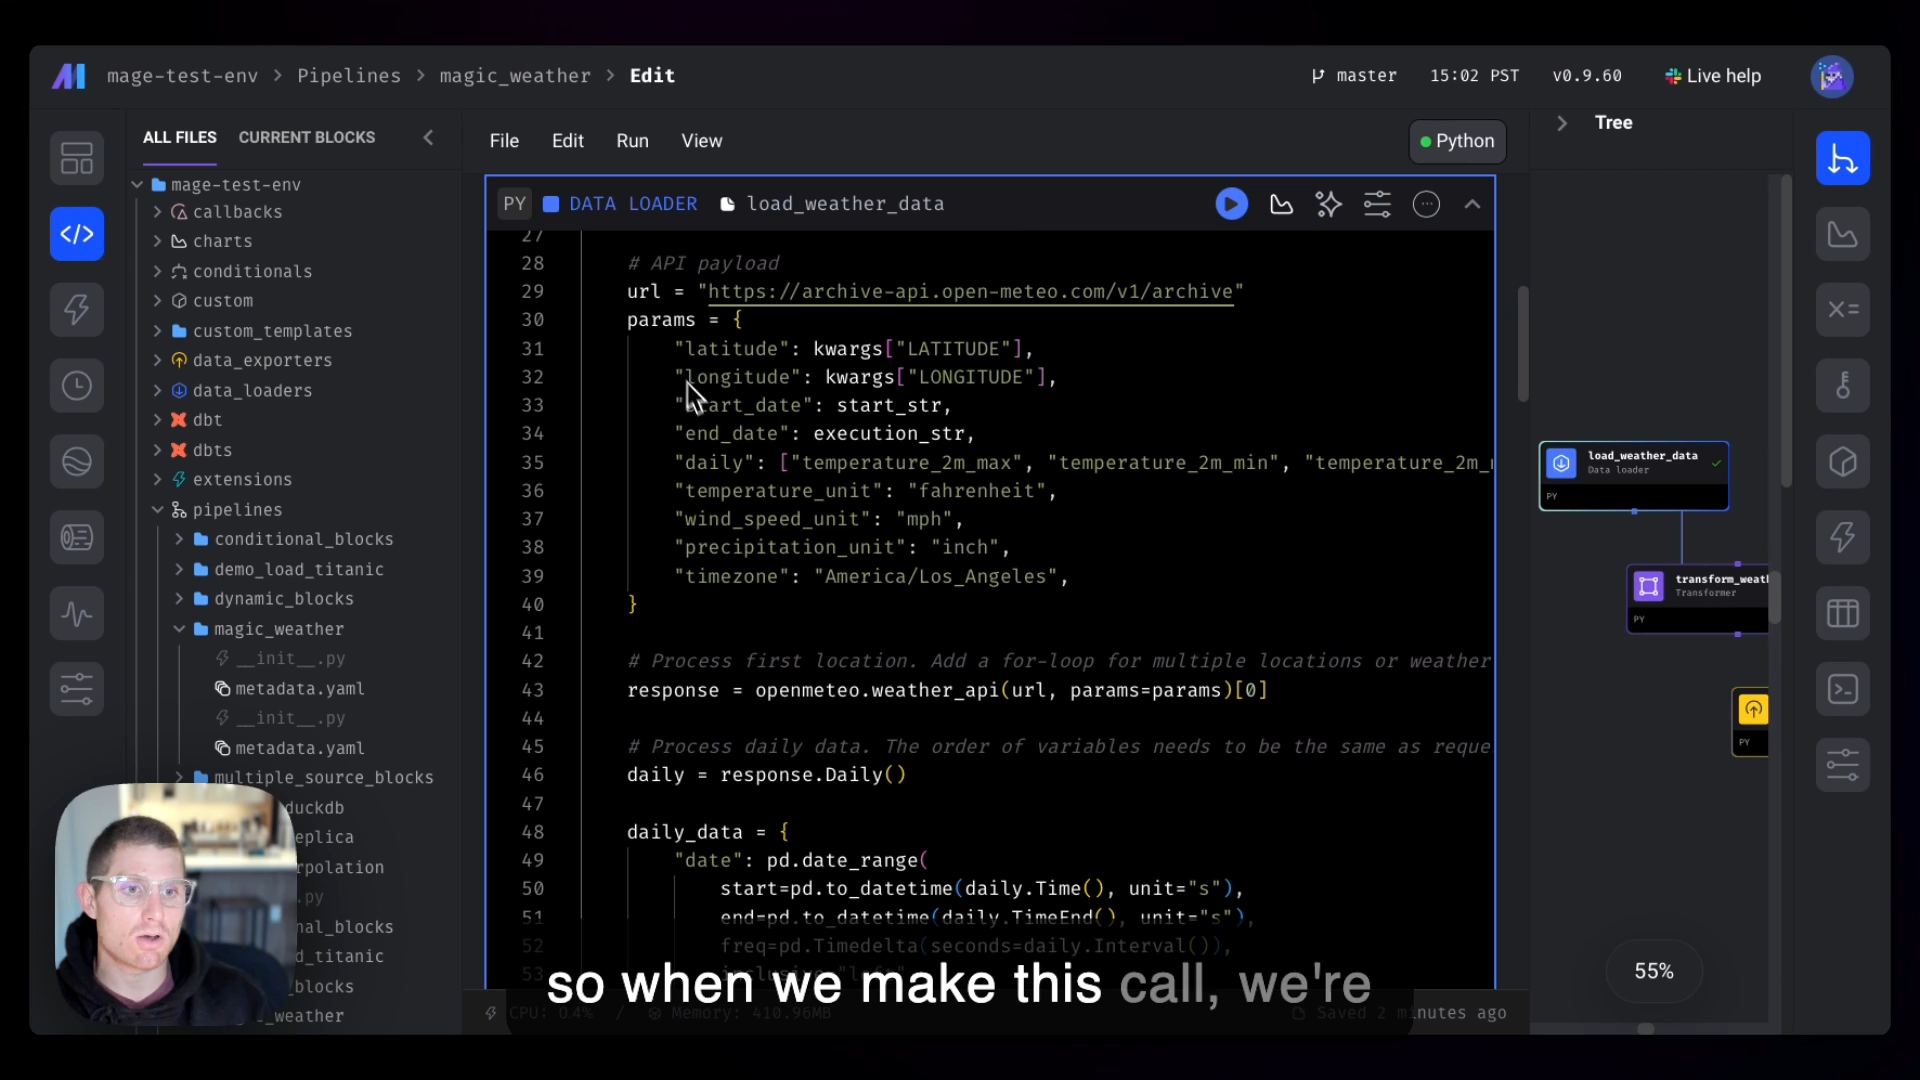 mage-test-env > Pipelines > magic_weather > Edit
master 15:02 PST v0.9.60 Live help
ALL FILES CURRENT BLOCKS
mage-test-env
callbacks
charts
conditionals
custom
custom_templates
data_exporters
data_loaders
dbt
dbts
extensions
pipelines
conditional_blocks
demo_load_titanic
dynamic_blocks
magic_weather
__init__.py
metadata.yaml
__init__.py
metadata.yaml
multiple_source_blocks
duckdb
eplica
rpolation
.py
nal_blocks
d_titanic
_blocks
_weather
File Edit Run View
Python
PY DATA LOADER load_weather_data
27
28 # API payload
29 url = "https://archive-api.open-meteo.com/v1/archive"
30 params = {
31 "latitude": kwargs["LATITUDE"],
32 "longitude": kwargs["LONGITUDE"],
33 "start_date": start_str,
34 "end_date": execution_str,
35 "daily": ["temperature_2m_max", "temperature_2m_min", "temperature_2m_
36 "temperature_unit": "fahrenheit",
37 "wind_speed_unit": "mph",
38 "precipitation_unit": "inch",
39 "timezone": "America/Los_Angeles",
40 }
41
42 # Process first location. Add a for-loop for multiple locations or weather
43 response = openmeteo.weather_api(url, params=params)[0]
44
45 # Process daily data. The order of variables needs to be the same as reque
46 daily = response.Daily()
47
48 daily_data = {
49 "date": pd.date_range(
50 start=pd.to_datetime(daily.Time(), unit="s"),
51 end=pd.to_datetime(daily.TimeEnd(), unit="s"),
52 freq=pd.Timedelta(seconds=daily.Interval()),
53
so when we make this call, we're
CPU: 0.4% / Memory: 410.96MB
Saved 2 minutes ago
Tree
load_weather_data
Data loader
PY
transform_weat
Transformer
PY
PY
55%